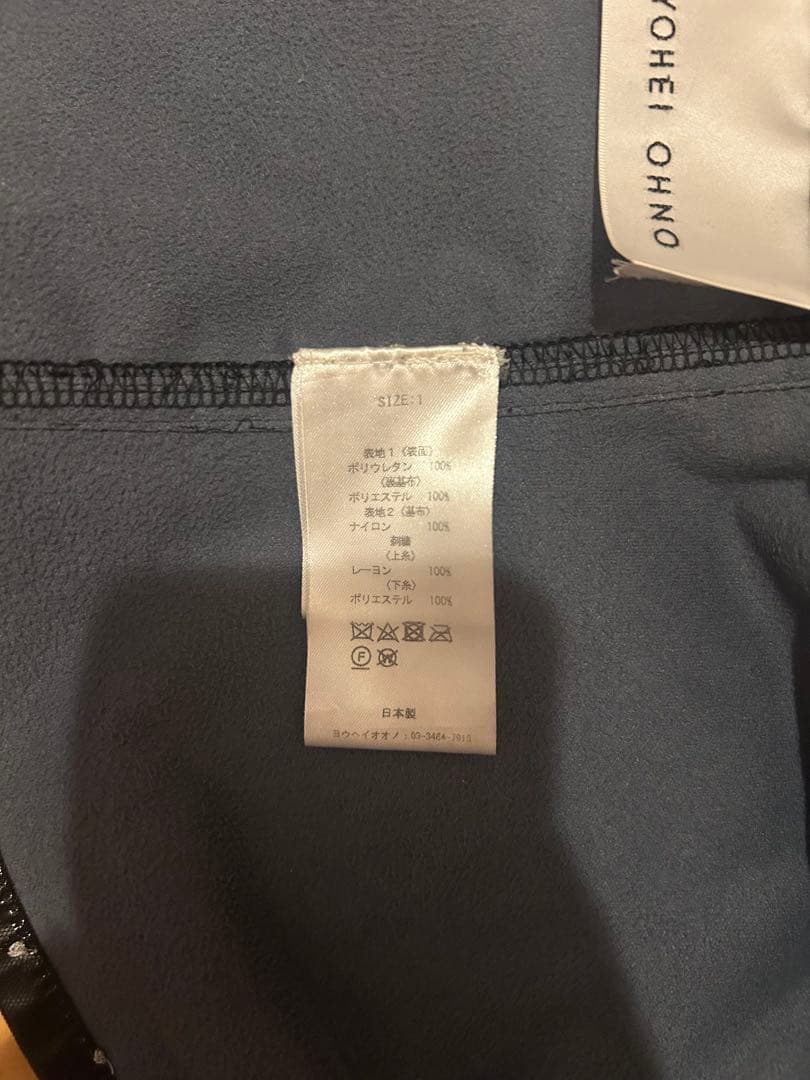 YOHEI OHNO
SIZE:1
表地1〈表面〉
ポリウレタン 100%
〈裏基布〉
ポリエステル 100%
表地2〈基布〉
ナイロン 100%
刺繍
〈上糸〉
レーヨン 100%
〈下糸〉
ポリエステル 100%
F
W
日本製
ヨウヘイオオノ: